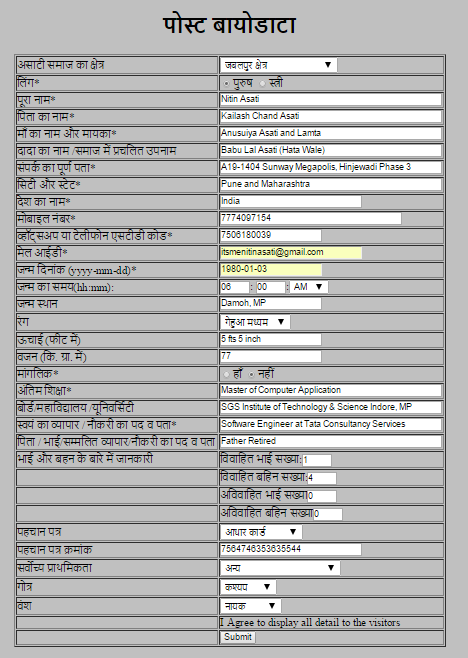 पोस्ट बायोडाटा
असाटी समाज का क्षेत्र जबलपुर क्षेत्र
लिंग* पुरुष स्त्री
पूरा नाम* Nitin Asati
पिता का नाम* Kailash Chand Asati
माँ का नाम और मायका* Anusuiya Asati and Lamta
दादा का नाम /समाज में प्रचलित उपनाम Babu Lal Asati (Hata Wale)
संपर्क का पूर्ण पता* A19-1404 Sunway Megapolis, Hinjewadi Phase 3
सिटी और स्टेट* Pune and Maharashtra
देश का नाम* India
मोबाइल नंबर* 7774097154
व्हाँट्सअप या टेलीफोन एसटीडी कोड* 7506180039
मेल आईडी* itsmenitinasati@gmail.com
जन्म दिनांक (yyyy-mm-dd)* 1980-01-03
जन्म का समय(hh:mm): 06 : 00 : AM
जन्म स्थान Damoh, MP
रंग गेहुआ मध्यम
ऊचाई (फीट में) 5 fts 5 inch
वजन (कि. ग्रा. में) 77
मांगलिक* हाँ नहीं
अंतिम शिक्षा* Master of Computer Application
बोर्ड/महाविद्यालय /यूनिवर्सिटी SGS Institute of Technology & Science Indore, MP
स्वयं का व्यापार / नौकरी का पद व पता* Software Engineer at Tata Consultancy Services
पिता / भाई/सम्मलित व्यापार/नौकरी का पद व पता Father Retired
भाई और बहन के बारे में जानकारी विवाहित भाई सख्या: 1
विवाहित बहिन सख्या: 4
अविवाहित भाई सख्या 0
अविवाहित बहिन सख्या 0
पहचान पत्र आधार कार्ड
पहचान पत्र क्रमांक 7564746353635544
सर्वोच्च प्राथमिकता अन्य
गोत्र कश्यप
वंश नायक
I Agree to display all detail to the visitors
Submit